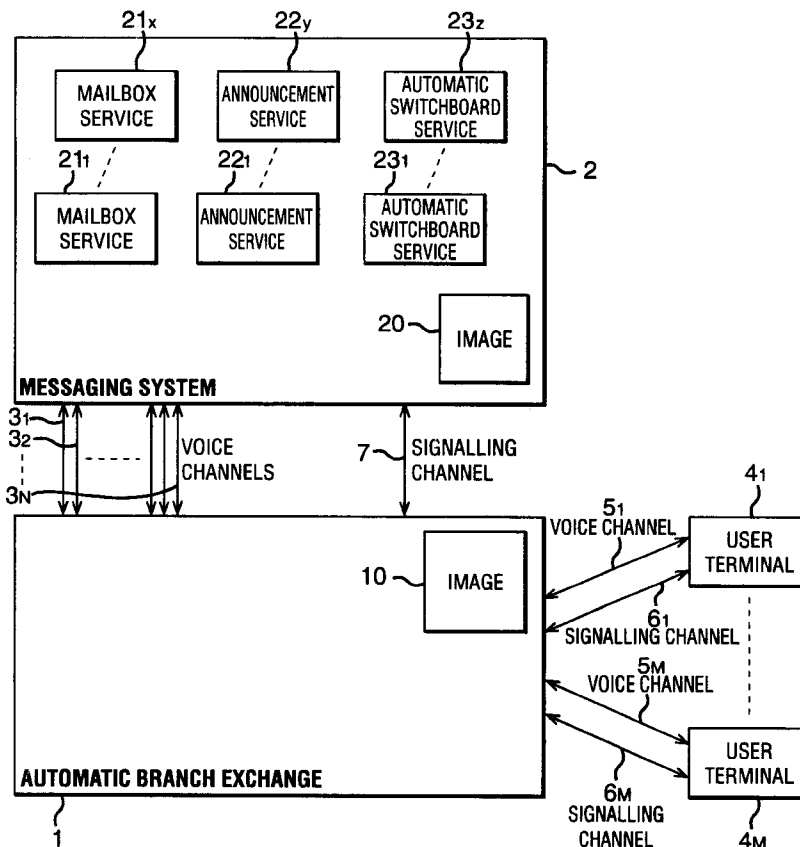 21x
22y
23z
MAILBOX
SERVICE
ANNOUNCEMENT
SERVICE
AUTOMATIC
SWITCHBOARD
SERVICE
2
211
221
231
MAILBOX
SERVICE
ANNOUNCEMENT
SERVICE
AUTOMATIC
SWITCHBOARD
SERVICE
20
IMAGE
MESSAGING SYSTEM
31
32
3N
VOICE
CHANNELS
7
SIGNALLING
CHANNEL
10
IMAGE
51
VOICE CHANNEL
41
USER
TERMINAL
61
SIGNALLING CHANNEL
5M
VOICE CHANNEL
USER
TERMINAL
6M
SIGNALLING
CHANNEL
4M
AUTOMATIC BRANCH EXCHANGE
1